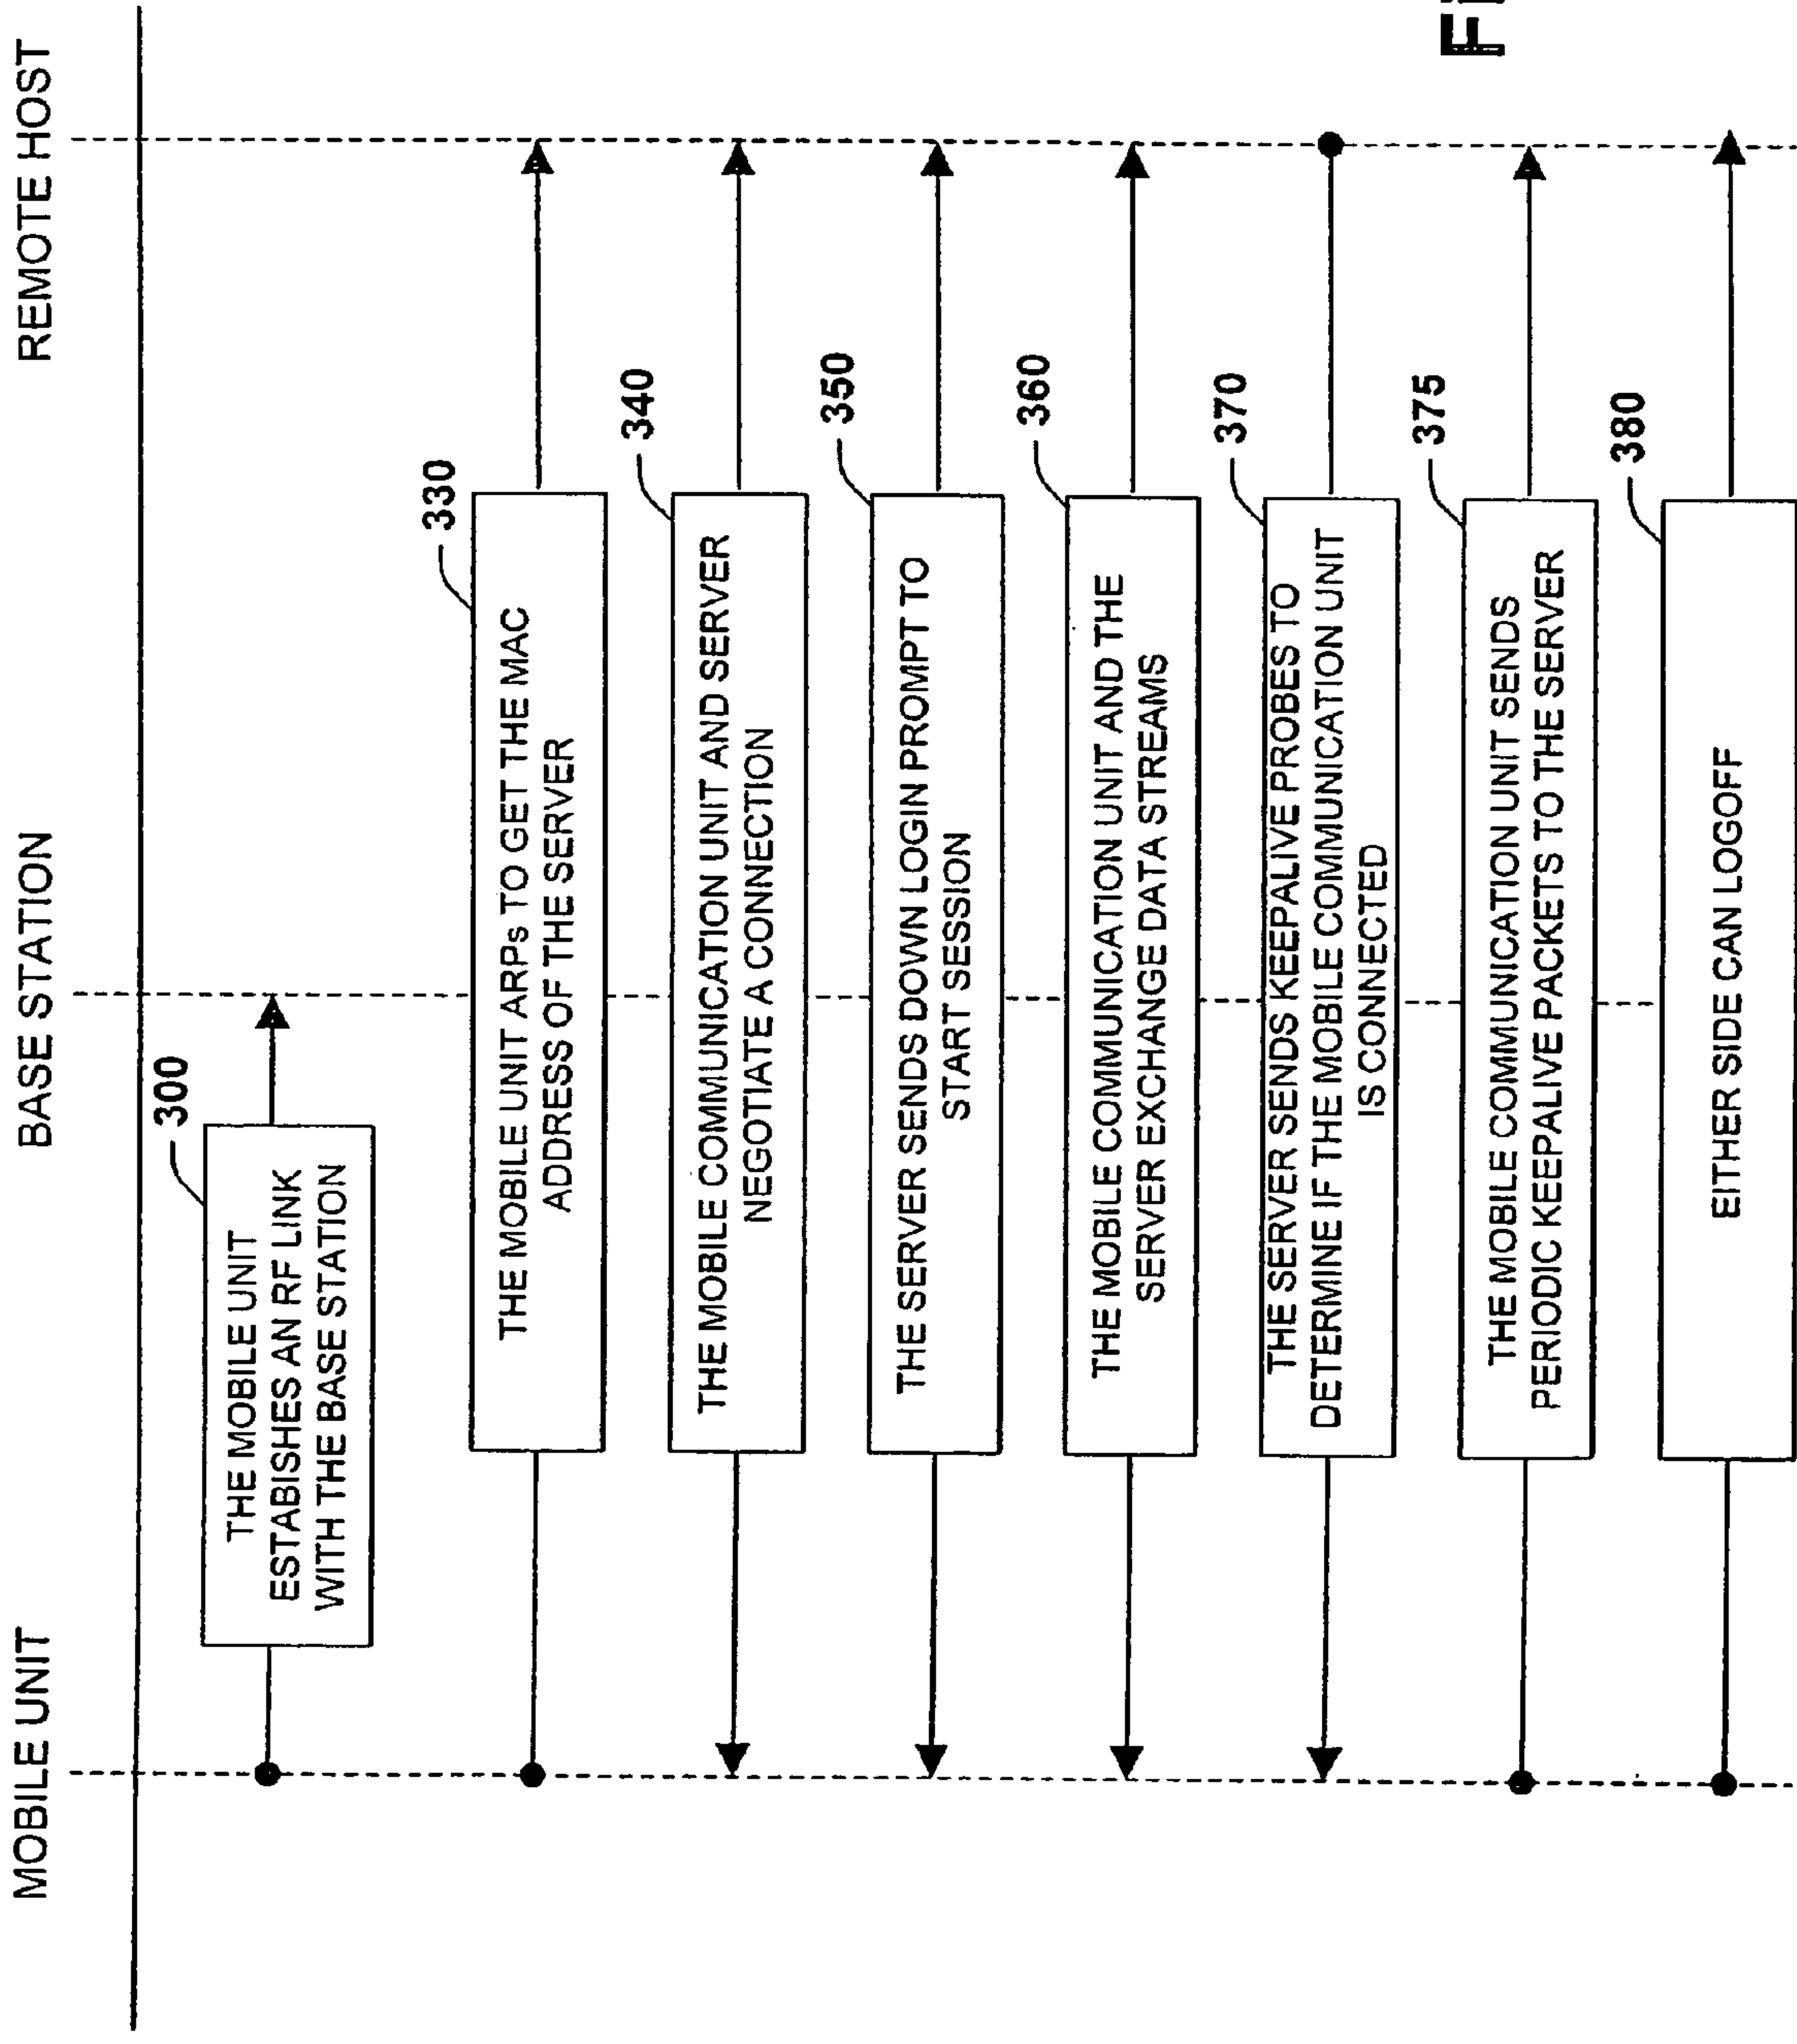 MOBILE UNIT
BASE STATION
REMOTE HOST
300
THE MOBILE UNIT
ESTABISHES AN RF LINK
WITH THE BASE STATION
330
THE MOBILE UNIT ARPs TO GET THE MAC
ADDRESS OF THE SERVER
340
THE MOBILE COMMUNICATION UNIT AND SERVER
NEGOTIATE A CONNECTION
350
THE SERVER SENDS DOWN LOGIN PROMPT TO
START SESSION
360
THE MOBILE COMMUNICATION UNIT AND THE
SERVER EXCHANGE DATA STREAMS
370
THE SERVER SENDS KEEPALIVE PROBES TO
DETERMINE IF THE MOBILE COMMUNICATION UNIT
IS CONNECTED
375
THE MOBILE COMMUNICATION UNIT SENDS
PERIODIC KEEPALIVE PACKETS TO THE SERVER
380
EITHER SIDE CAN LOGOFF